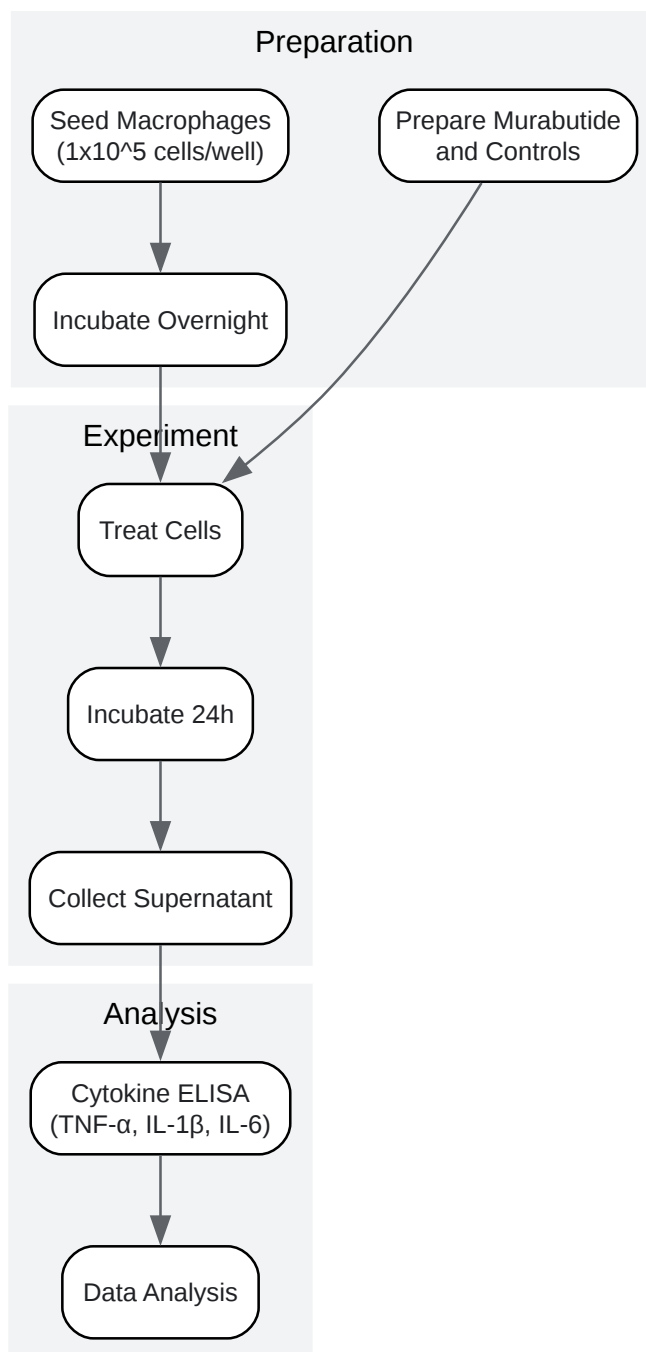 Preparation
Seed Macrophages
(1x10^5 cells/well)
Prepare Murabutide
and Controls
Incubate Overnight
Experiment
Treat Cells
Incubate 24h
Collect Supernatant
Analysis
Cytokine ELISA
(TNF-α, IL-1β, IL-6)
Data Analysis